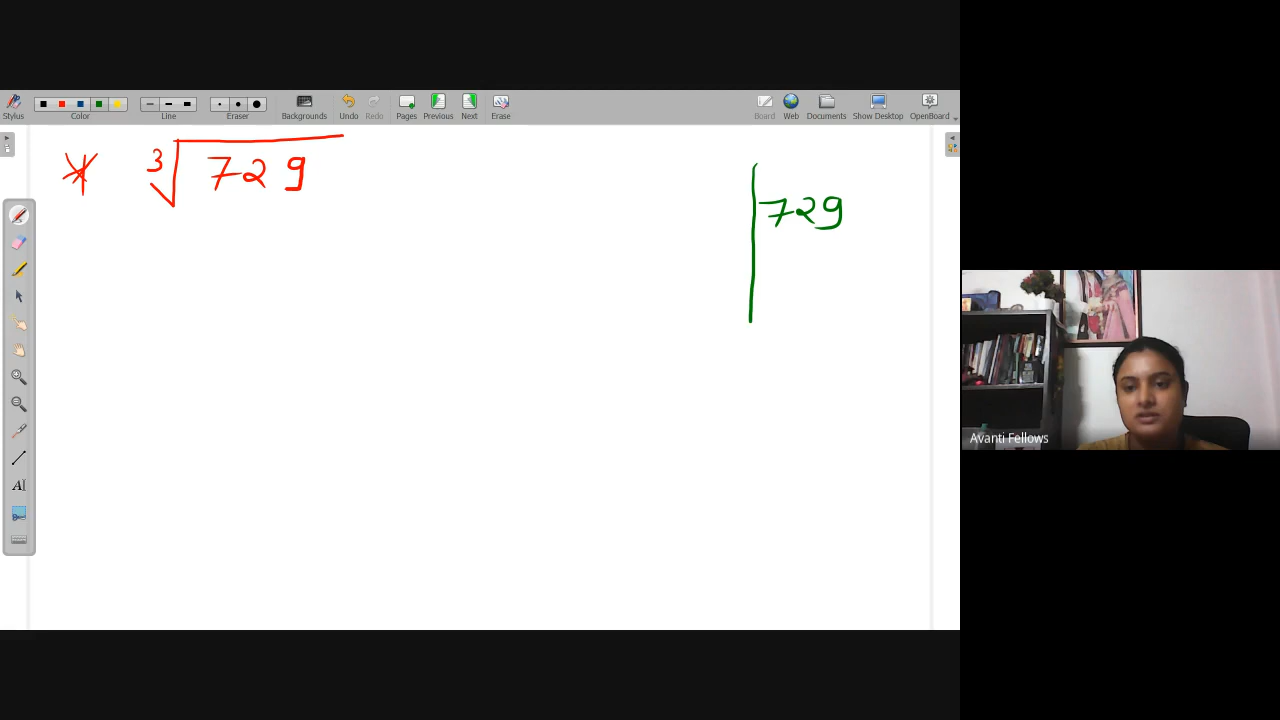 Stylus
Color
Line
Eraser
Backgrounds
Undo
Redo
Pages
Previous
Next
Erase
Board
Web
Documents
Show Desktop
OpenBoard
* ∛729
729
Avanti Fellows